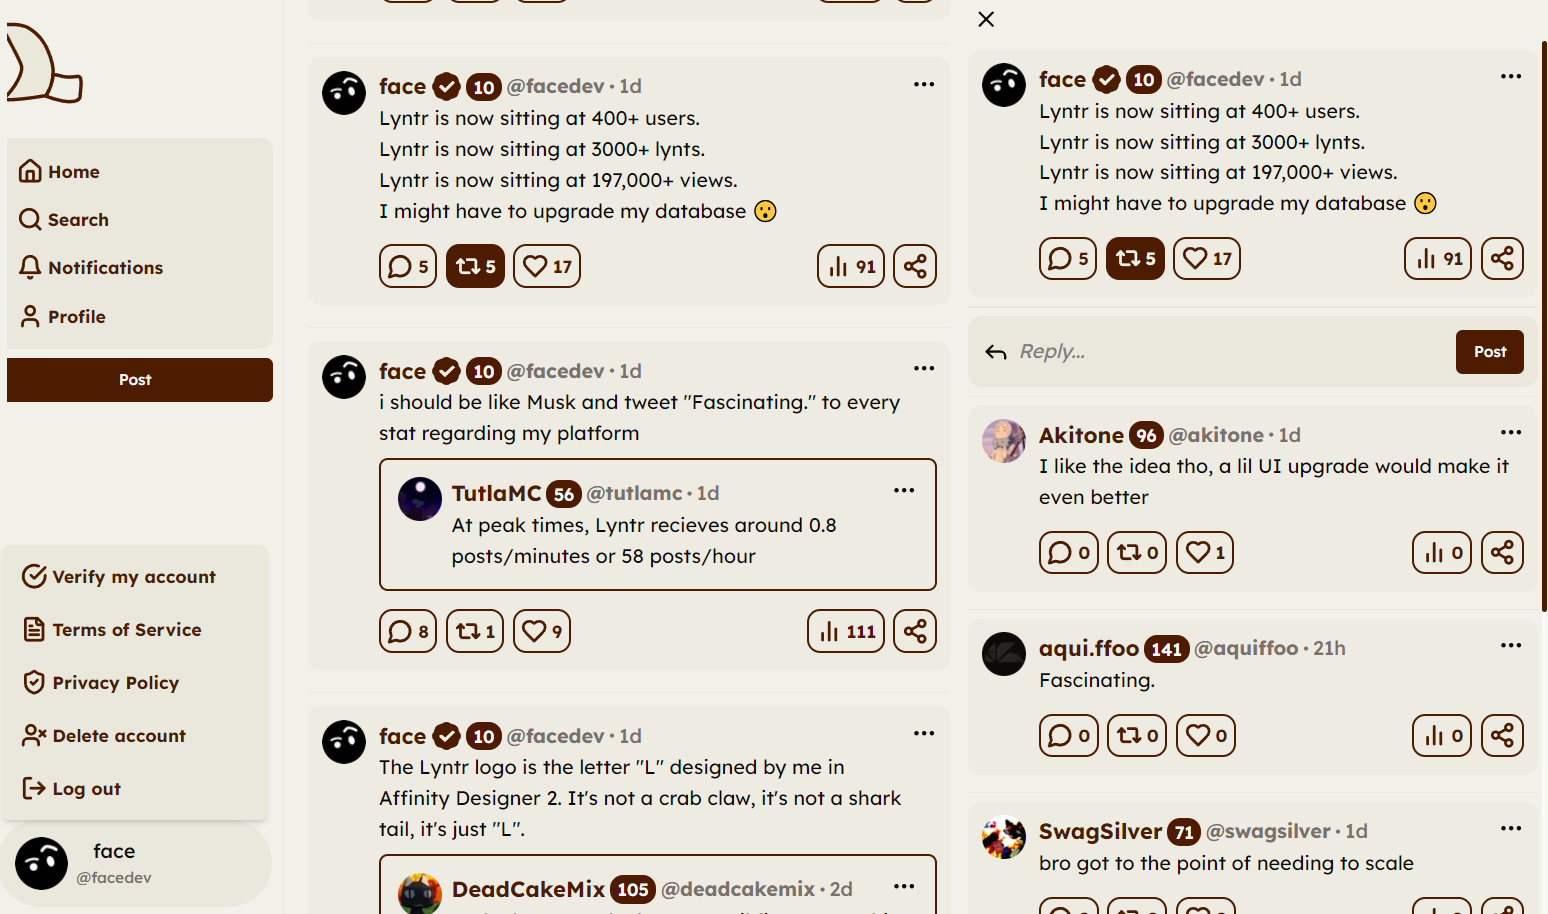 Home
Search
Notifications
Profile
Post
Verify my account
Terms of Service
Privacy Policy
Delete account
Log out
face
@facedev
face 10 @facedev · 1d
Lyntr is now sitting at 400+ users.
Lyntr is now sitting at 3000+ lynts.
Lyntr is now sitting at 197,000+ views.
I might have to upgrade my database 😮
5 5 17 91
face 10 @facedev · 1d
i should be like Musk and tweet "Fascinating." to every
stat regarding my platform
TutlaMC 56 @tutlamc · 1d
At peak times, Lyntr recieves around 0.8
posts/minutes or 58 posts/hour
8 1 9 111
face 10 @facedev · 1d
The Lyntr logo is the letter "L" designed by me in
Affinity Designer 2. It's not a crab claw, it's not a shark
tail, it's just "L".
DeadCakeMix 105 @deadcakemix · 2d
face 10 @facedev · 1d
Lyntr is now sitting at 400+ users.
Lyntr is now sitting at 3000+ lynts.
Lyntr is now sitting at 197,000+ views.
I might have to upgrade my database 😮
5 5 17 91
Reply...
Post
Akitone 96 @akitone · 1d
I like the idea tho, a lil UI upgrade would make it
even better
0 0 1 0
aqui.ffoo 141 @aquiffoo · 21h
Fascinating.
0 0 0 0
SwagSilver 71 @swagsilver · 1d
bro got to the point of needing to scale